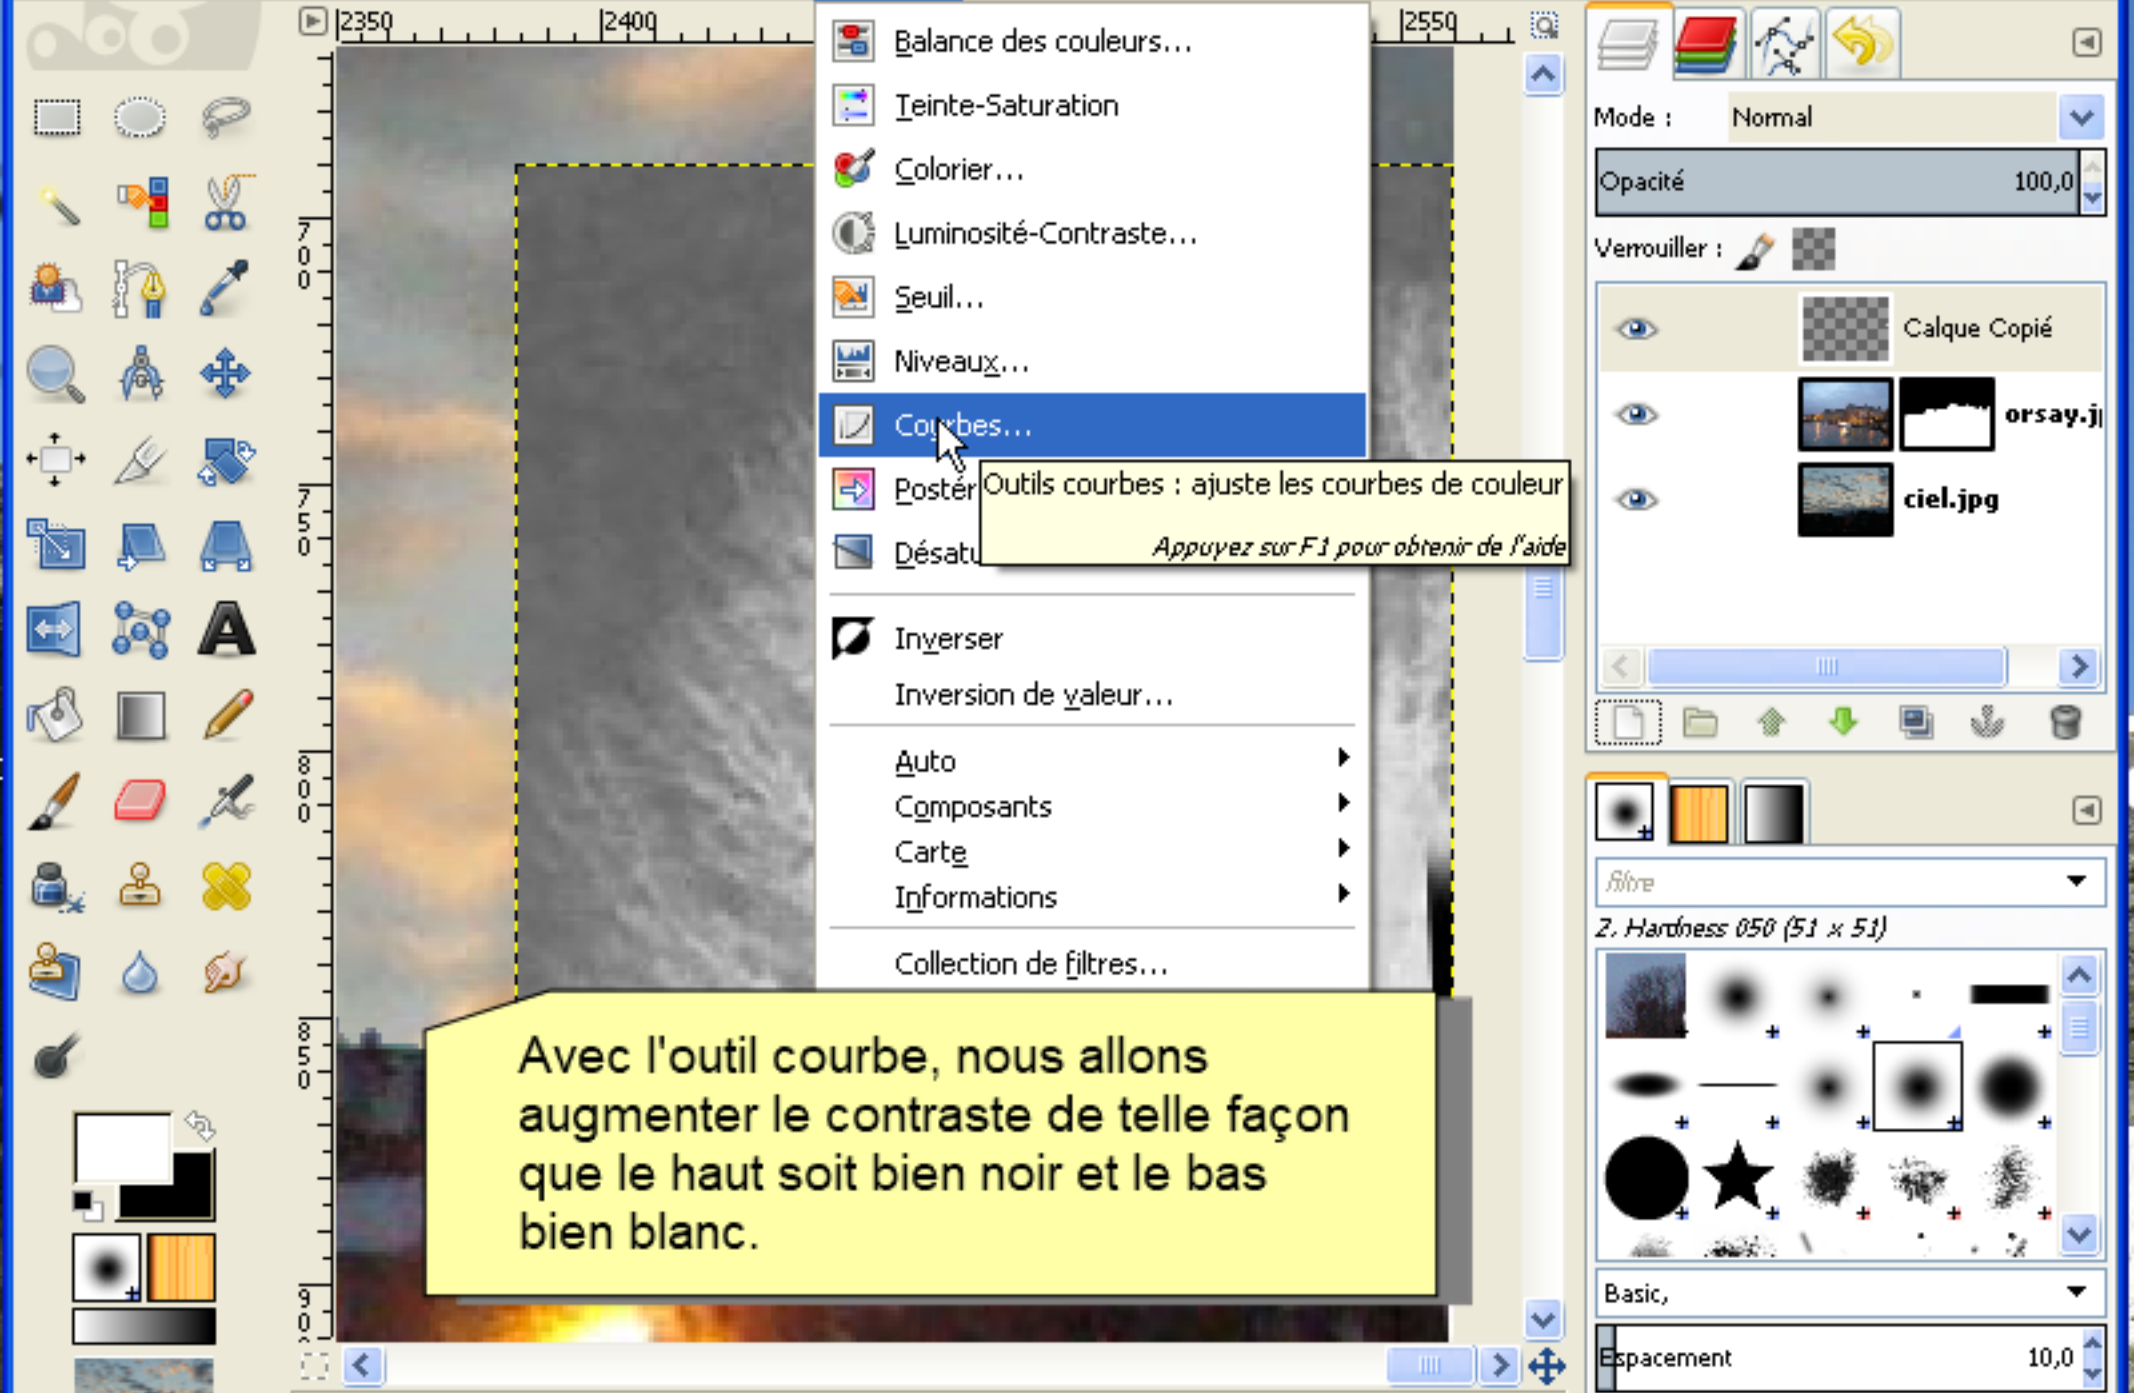 2350
2400
2550
Balance des couleurs...
Teinte-Saturation
Colorier...
Luminosité-Contraste...
Seuil...
Niveaux...
Courbes...
Postér
Désatu
Outils courbes : ajuste les courbes de couleur
Appuyez sur F1 pour obtenir de l'aide
Inverser
Inversion de valeur...
Auto
Composants
Carte
Informations
Collection de filtres...
700
750
800
850
90
Avec l'outil courbe, nous allons
augmenter le contraste de telle façon
que le haut soit bien noir et le bas
bien blanc.
Mode : Normal
Opacité 100,0
Verrouiller :
Calque Copié
orsay.j
ciel.jpg
filtre
2. Hardness 050 (51 x 51)
Basic,
Espacement 10,0